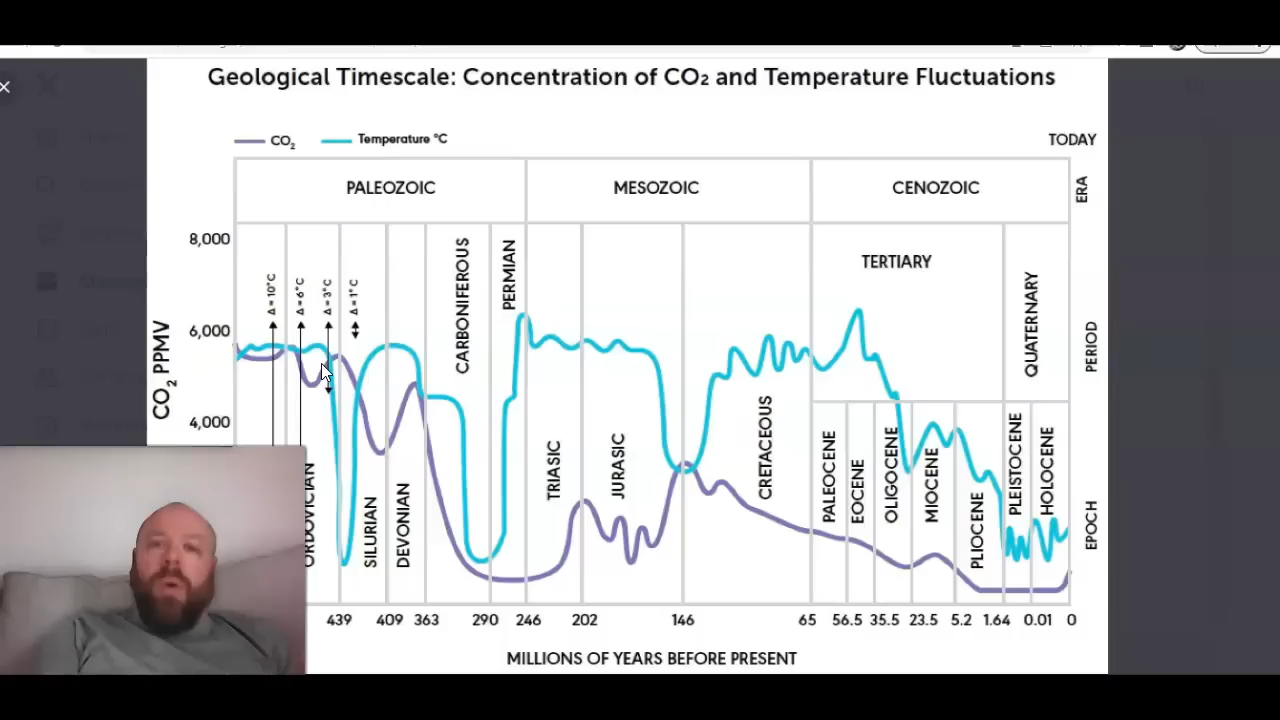 Geological Timescale: Concentration of CO₂ and Temperature Fluctuations
CO₂ Temperature °C TODAY
PALEOZOIC MESOZOIC CENOZOIC ERA
8,000
6,000
4,000
CO₂ PPMV
Δ = 10°C
Δ = 6°C
Δ = 3°C
Δ = 1°C
CARBONIFEROUS
PERMIAN
TERTIARY
QUATERNARY
PERIOD
ORDOVICIAN
SILURIAN
DEVONIAN
TRIASIC
JURASIC
CRETACEOUS
PALEOCENE
EOCENE
OLIGOCENE
MIOCENE
PLIOCENE
PLEISTOCENE
HOLOCENE
EPOCH
439 409 363 290 246 202 146 65 56.5 35.5 23.5 5.2 1.64 0.01 0
MILLIONS OF YEARS BEFORE PRESENT